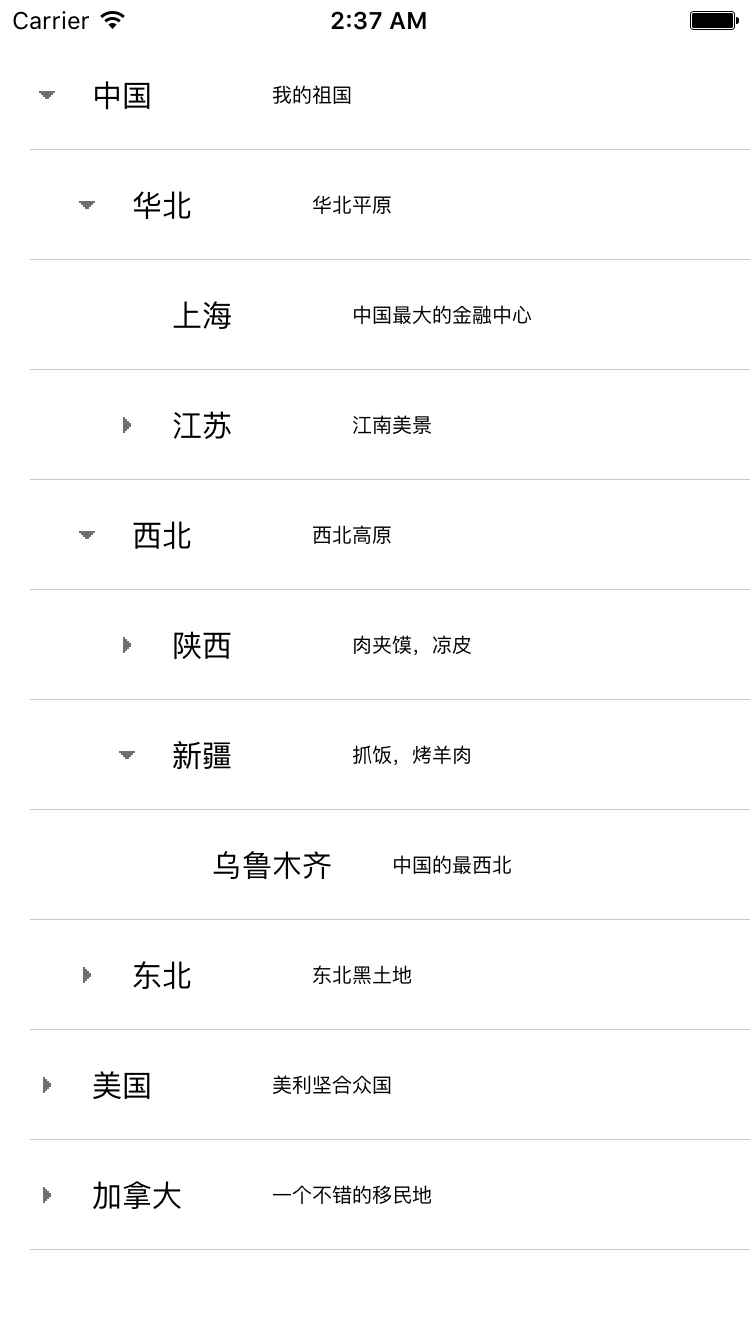 Carrier 2:37 AM
中国 我的祖国
华北 华北平原
上海 中国最大的金融中心
江苏 江南美景
西北 西北高原
陕西 肉夹馍，凉皮
新疆 抓饭，烤羊肉
乌鲁木齐 中国的最西北
东北 东北黑土地
美国 美利坚合众国
加拿大 一个不错的移民地